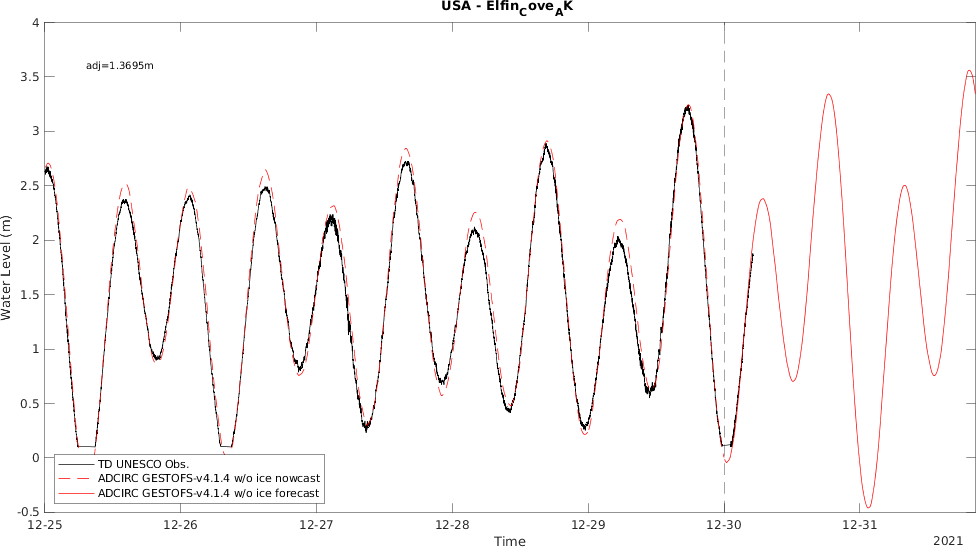 USA - ElfinCoveAK
4
adj=1.3695m
3.5
3
2.5
2
1.5
1
0.5
0
-0.5
Water Level (m)
TD UNESCO Obs.
ADCIRC GESTOFS-v4.1.4 w/o ice nowcast
ADCIRC GESTOFS-v4.1.4 w/o ice forecast
12-25 12-26 12-27 12-28 12-29 12-30 12-31
Time
2021